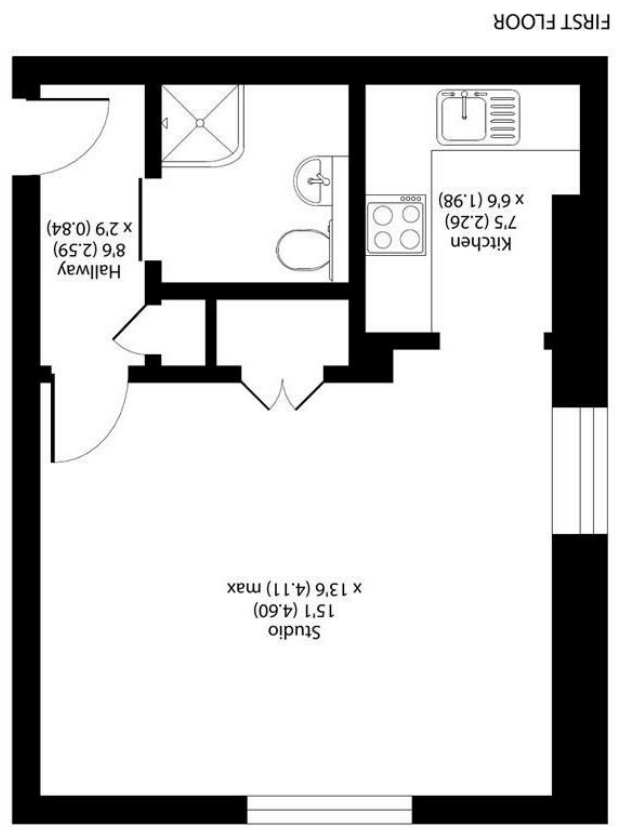 Studio
15'1 (4.60)
x 13'6 (4.11) max
Kitchen
7'5 (2.26)
x 6'6 (1.98)
Hallway
8'6 (2.59)
x 2'9 (0.84)
FIRST FLOOR